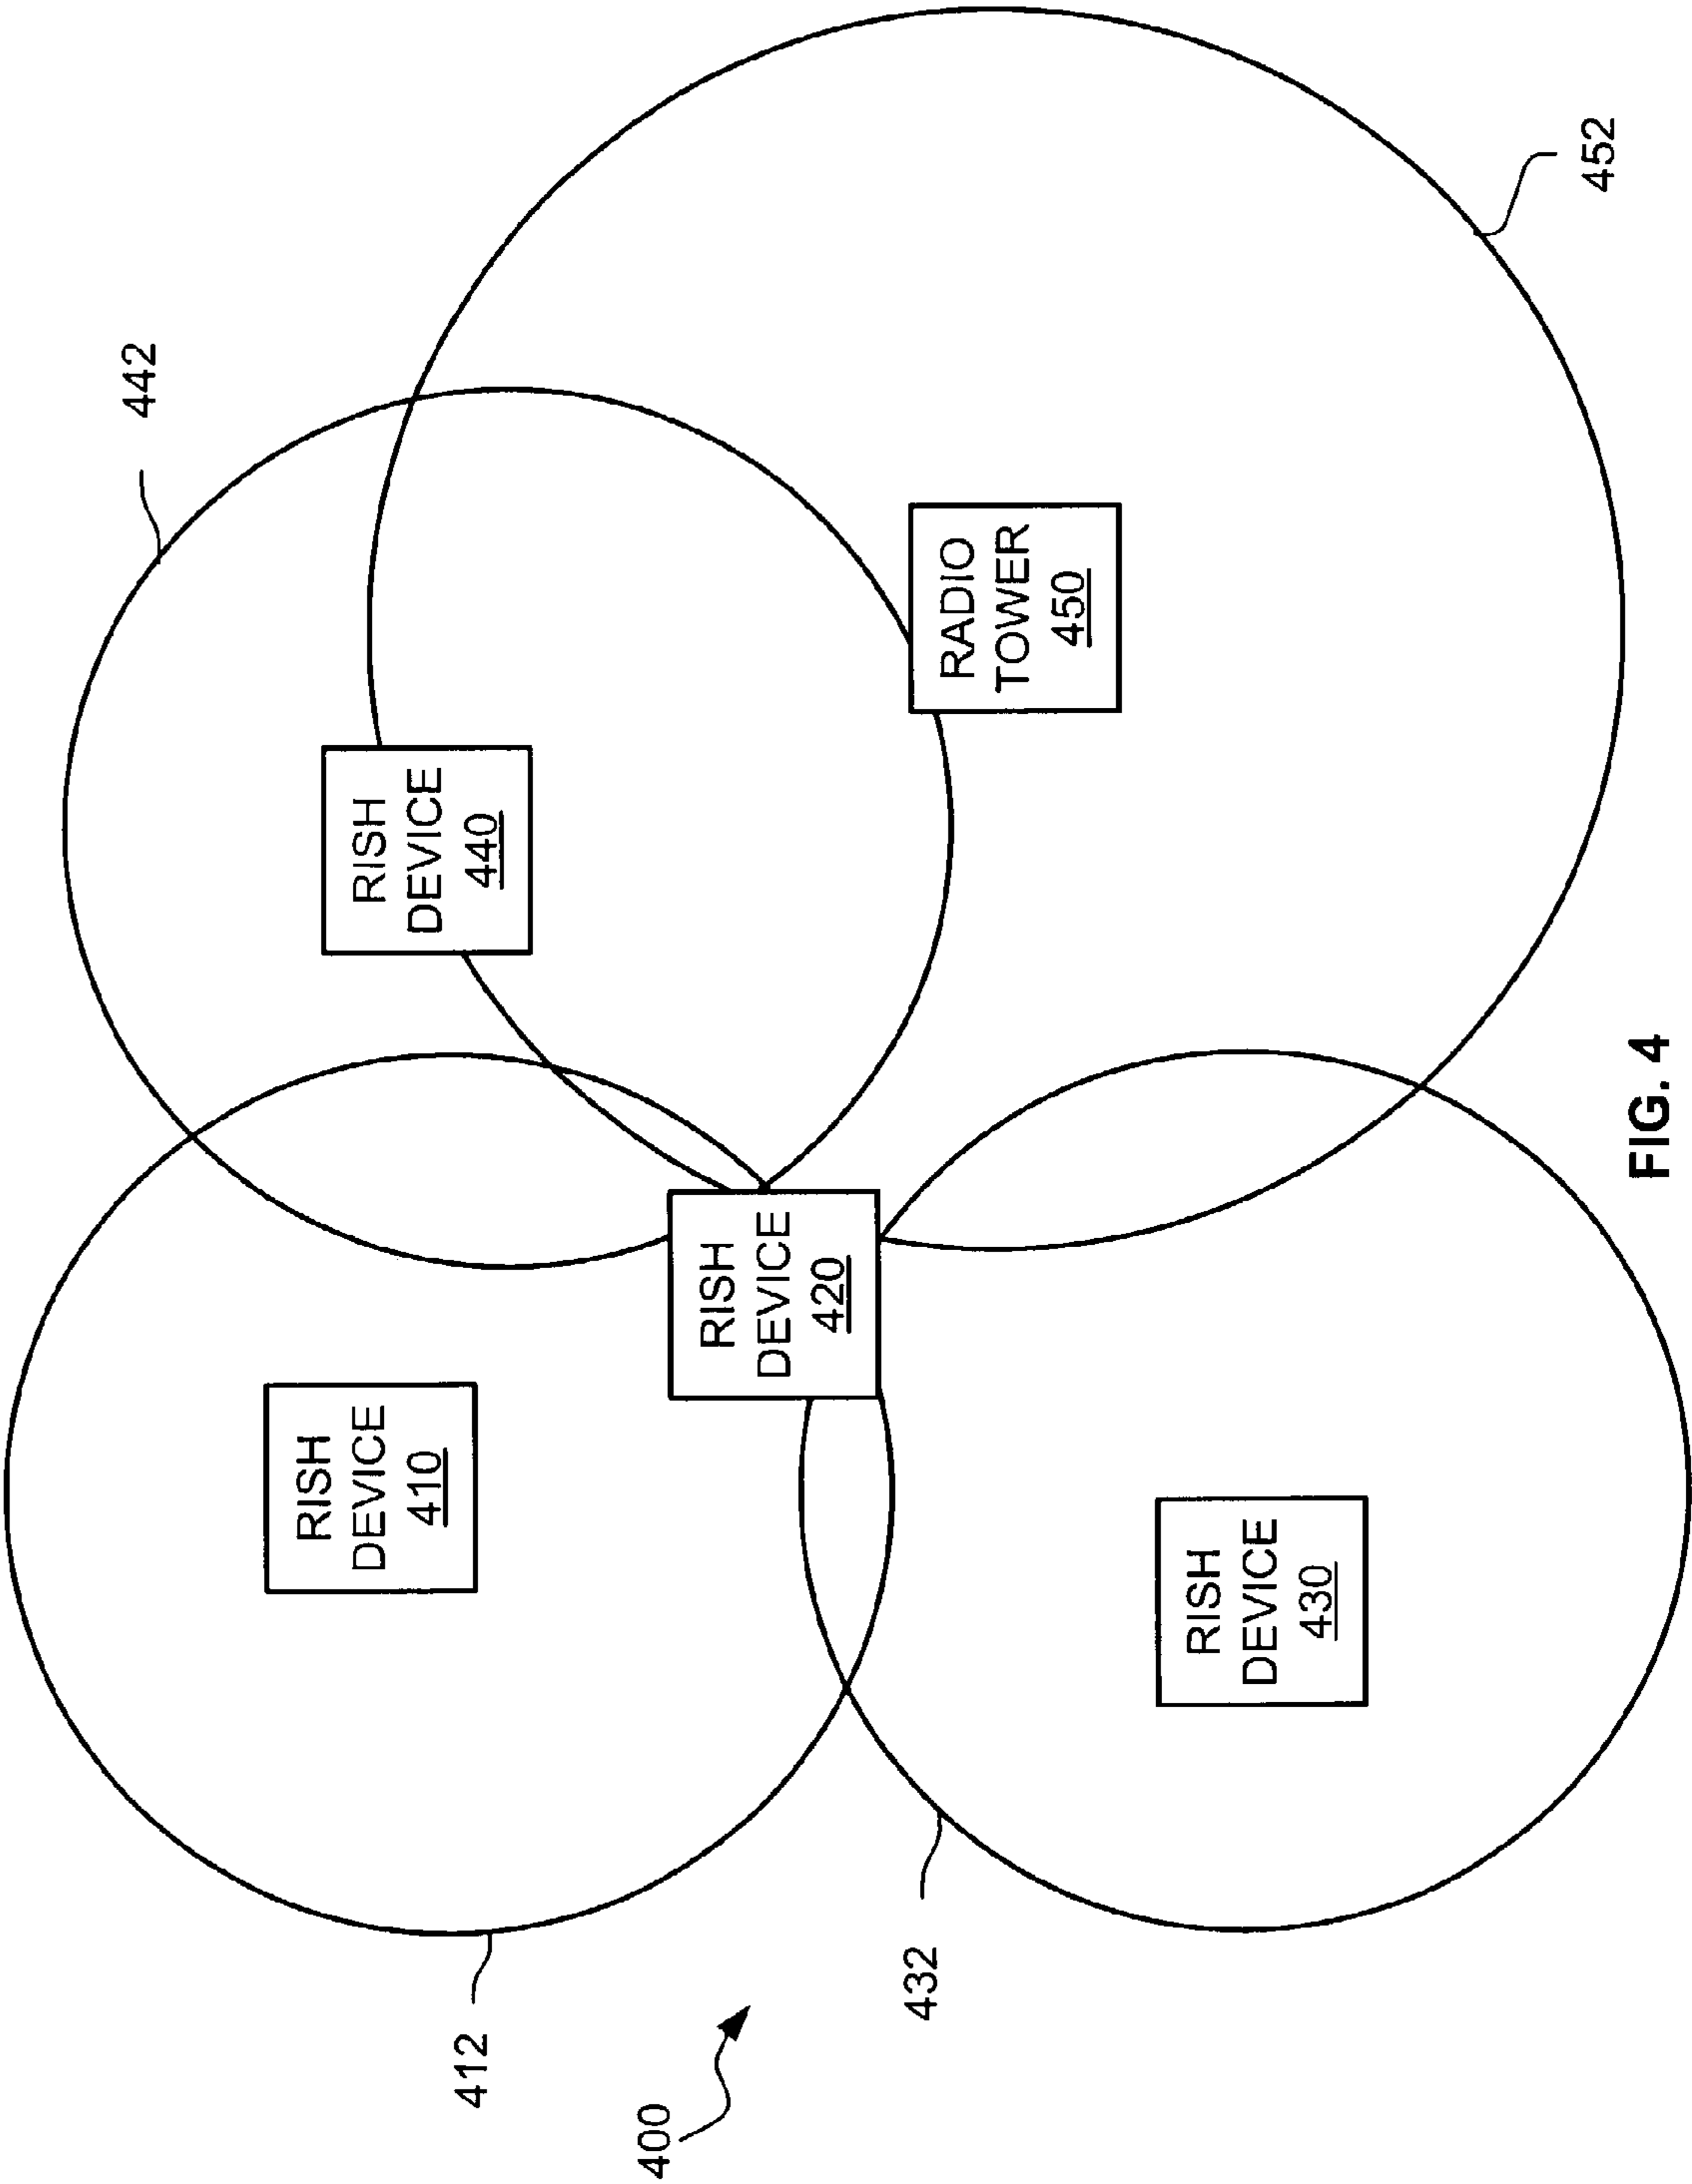 400
412
432
442
452
RISH
DEVICE
410
RISH
DEVICE
420
RISH
DEVICE
430
RISH
DEVICE
440
RADIO
TOWER
450
FIG. 4